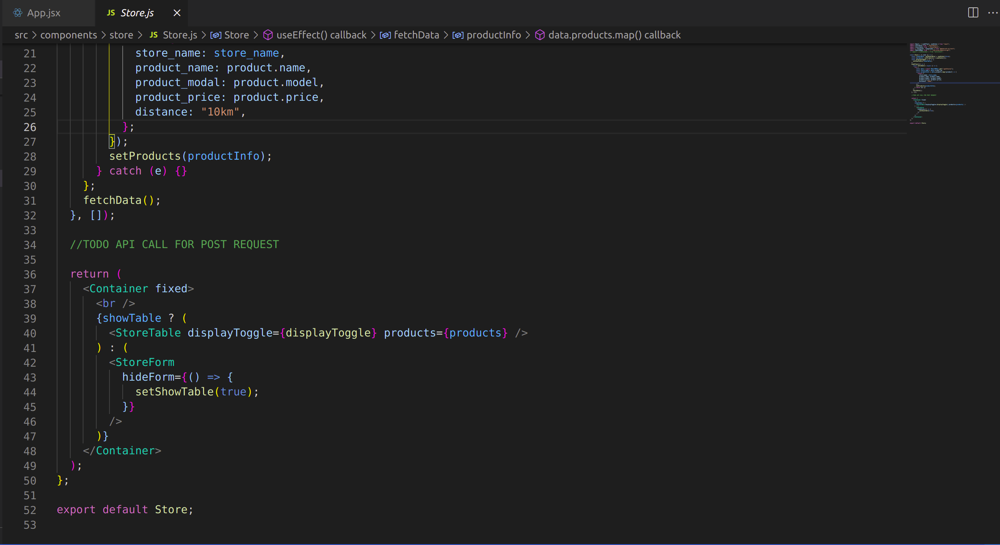 App.jsx
JS Store.js
src > components > store > JS Store.js > Store > useEffect() callback > fetchData > productInfo > data.products.map() callback
21 store_name: store_name,
22 product_name: product.name,
23 product_modal: product.model,
24 product_price: product.price,
25 distance: "10km",
26 };
27 });
28 setProducts(productInfo);
29 } catch (e) {}
30 };
31 fetchData();
32 }, []);
33
34 //TODO API CALL FOR POST REQUEST
35
36 return (
37 <Container fixed>
38 <br />
39 {showTable ? (
40 <StoreTable displayToggle={displayToggle} products={products} />
41 ) : (
42 <StoreForm
43 hideForm={() => {
44 setShowTable(true);
45 }}
46 />
47 )}
48 </Container>
49 );
50 };
51
52 export default Store;
53